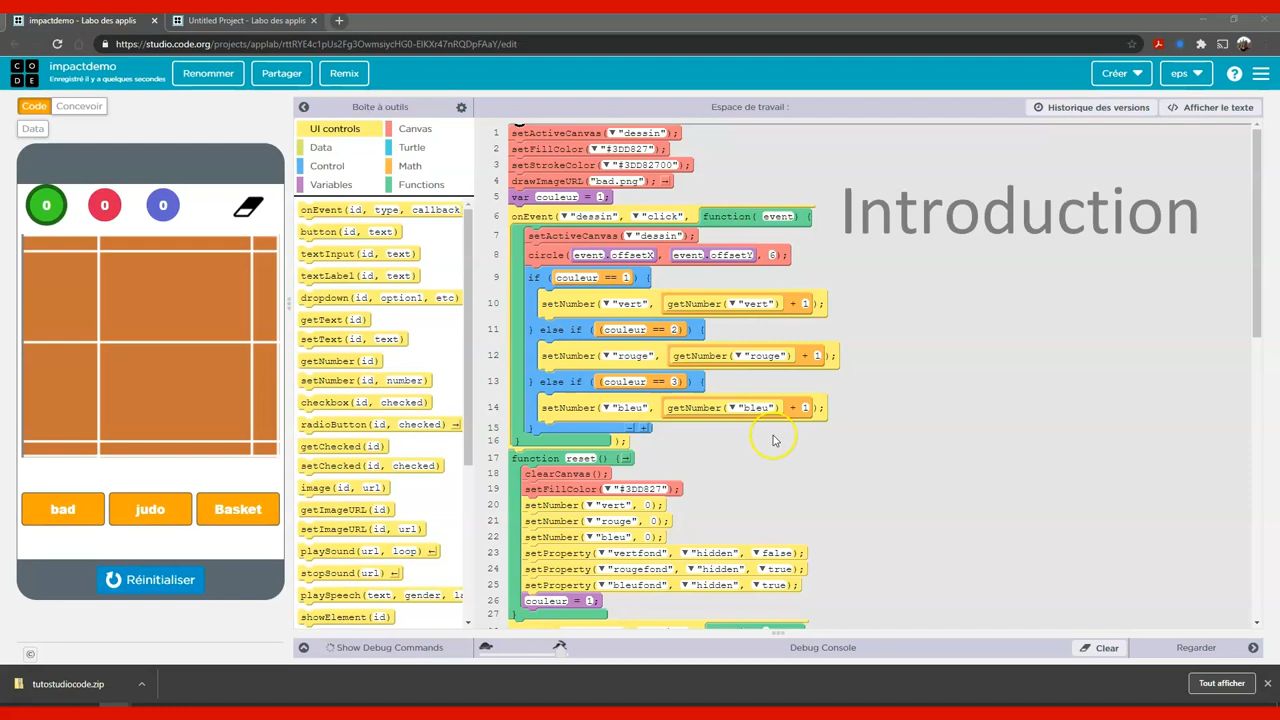 impactdemo - Labo des applis
Untitled Project - Labo des applis
https://studio.code.org/projects/applab/rttRYE4c1pUs2Fg3OwmsiycHG0-EIKXr47nRQDpFAaY/edit
CODE
impactdemo
Enregistré il y a quelques secondes
Renommer
Partager
Remix
Créer
eps
?
Code
Concevoir
Data
Boîte à outils
Espace de travail :
Historique des versions
</> Afficher le texte
0
0
0
bad
judo
Basket
Réinitialiser
UI controls
Canvas
Data
Turtle
Control
Math
Variables
Functions
onEvent(id, type, callback
button(id, text)
textInput(id, text)
textLabel(id, text)
dropdown(id, option1, etc)
getText(id)
setText(id, text)
getNumber(id)
setNumber(id, number)
checkbox(id, checked)
radioButton(id, checked)
getChecked(id)
setChecked(id, checked)
image(id, url)
getImageURL(id)
setImageURL(id, url)
playSound(url, loop)
stopSound(url)
playSpeech(text, gender, la
showElement(id)
1 setActiveCanvas("dessin");
2 setFillColor("#3DD827");
3 setStrokeColor("#3DD82700");
4 drawImageURL("bad.png");
5 var couleur = 1;
6 onEvent("dessin", "click", function( event) {
7 setActiveCanvas("dessin");
8 circle(event.offsetX, event.offsetY, 6);
9 if (couleur == 1) {
10 setNumber("vert", getNumber("vert") + 1);
11 } else if ((couleur == 2)) {
12 setNumber("rouge", getNumber("rouge") + 1);
13 } else if ((couleur == 3)) {
14 setNumber("bleu", getNumber("bleu") + 1);
15 }
16 } );
17 function reset() {
18 clearCanvas();
19 setFillColor("#3DD827");
20 setNumber("vert", 0);
21 setNumber("rouge", 0);
22 setNumber("bleu", 0);
23 setProperty("vertfond", "hidden", false);
24 setProperty("rougefond", "hidden", true);
25 setProperty("bleufond", "hidden", true);
26 couleur = 1;
27 }
Introduction
Show Debug Commands
Debug Console
Clear
Regarder
©
tutostudiocode.zip
Tout afficher